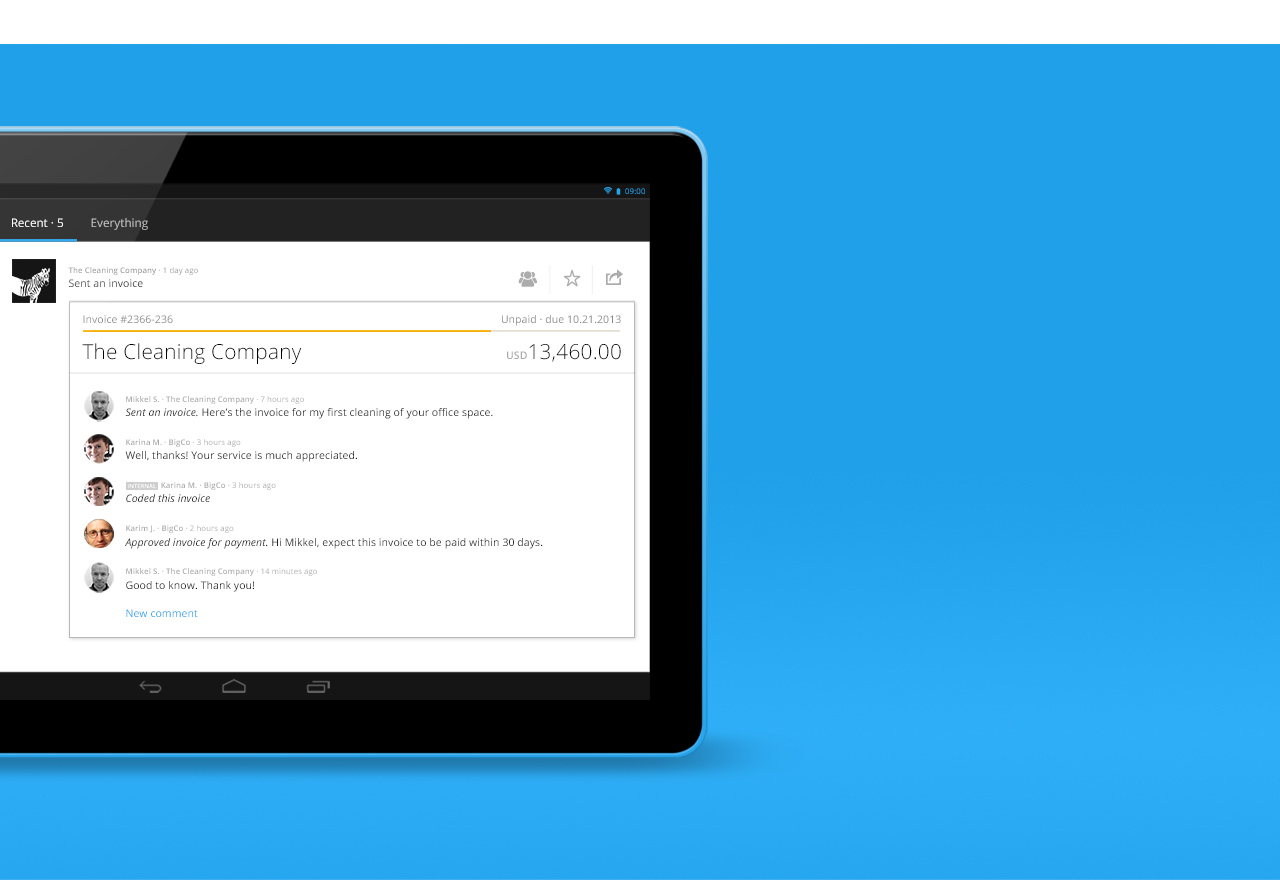 09:00
Recent · 5 Everything
The Cleaning Company · 1 day ago
Sent an invoice
Invoice #2366-236 Unpaid · due 10.21.2013
The Cleaning Company USD13,460.00
Mikkel S. · The Cleaning Company · 7 hours ago
Sent an invoice. Here's the invoice for my first cleaning of your office space.
Karina M. · BigCo · 3 hours ago
Well, thanks! Your service is much appreciated.
INTERNAL Karina M. · BigCo · 3 hours ago
Coded this invoice
Karim J. · BigCo · 2 hours ago
Approved invoice for payment. Hi Mikkel, expect this invoice to be paid within 30 days.
Mikkel S. · The Cleaning Company · 14 minutes ago
Good to know. Thank you!
New comment